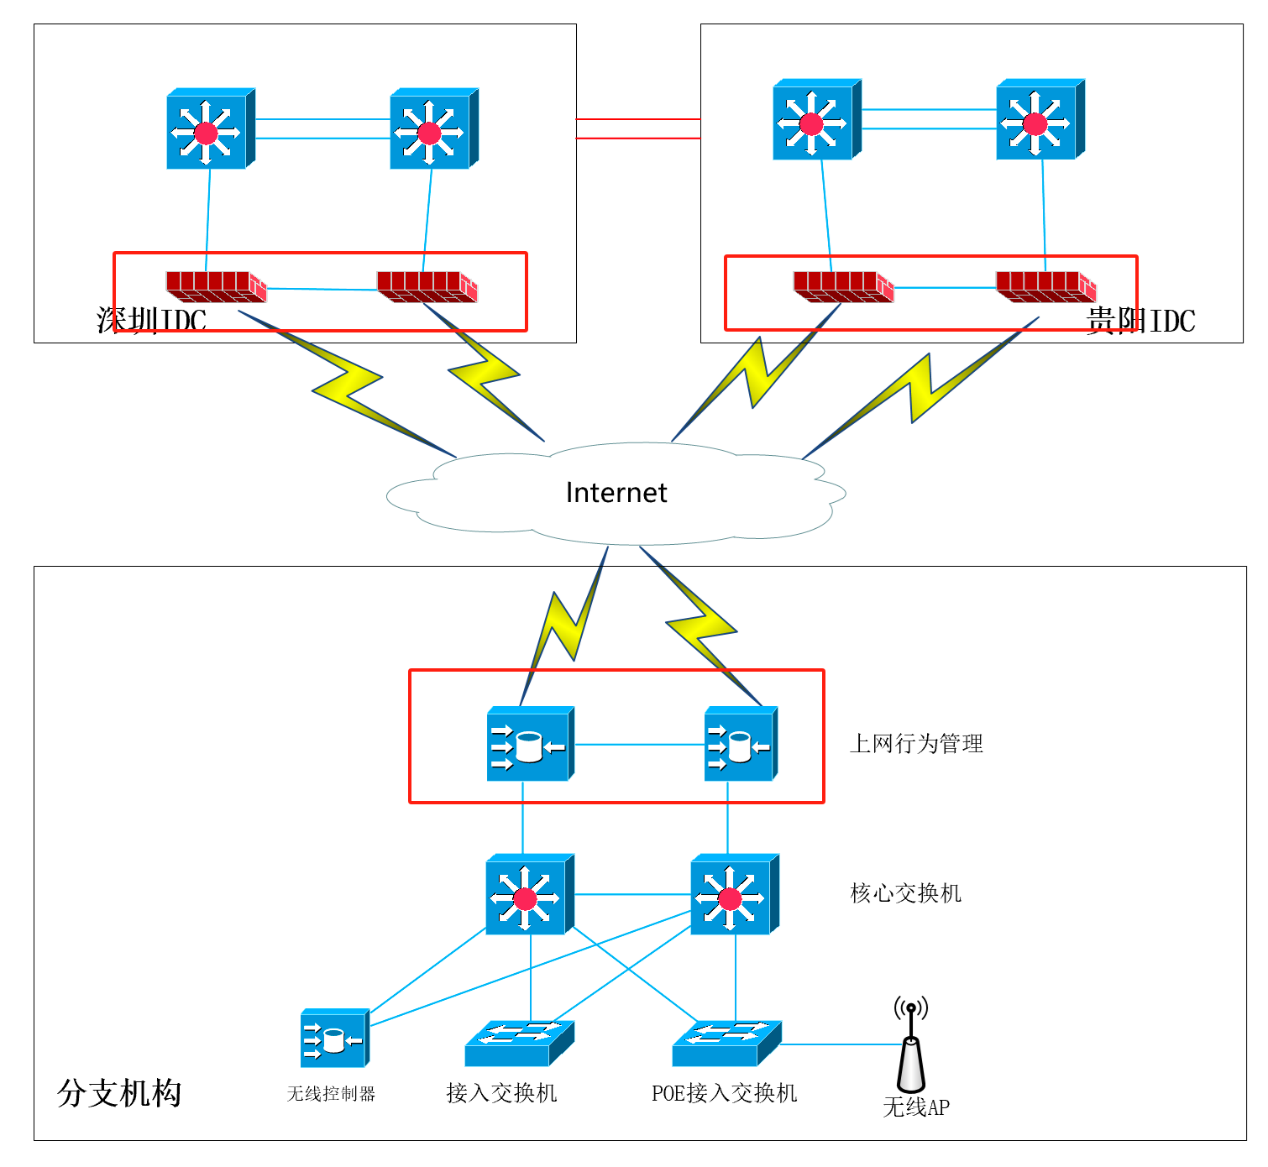 深圳IDC
贵阳IDC
Internet
上网行为管理
核心交换机
无线控制器
接入交换机
POE接入交换机
无线AP
分支机构